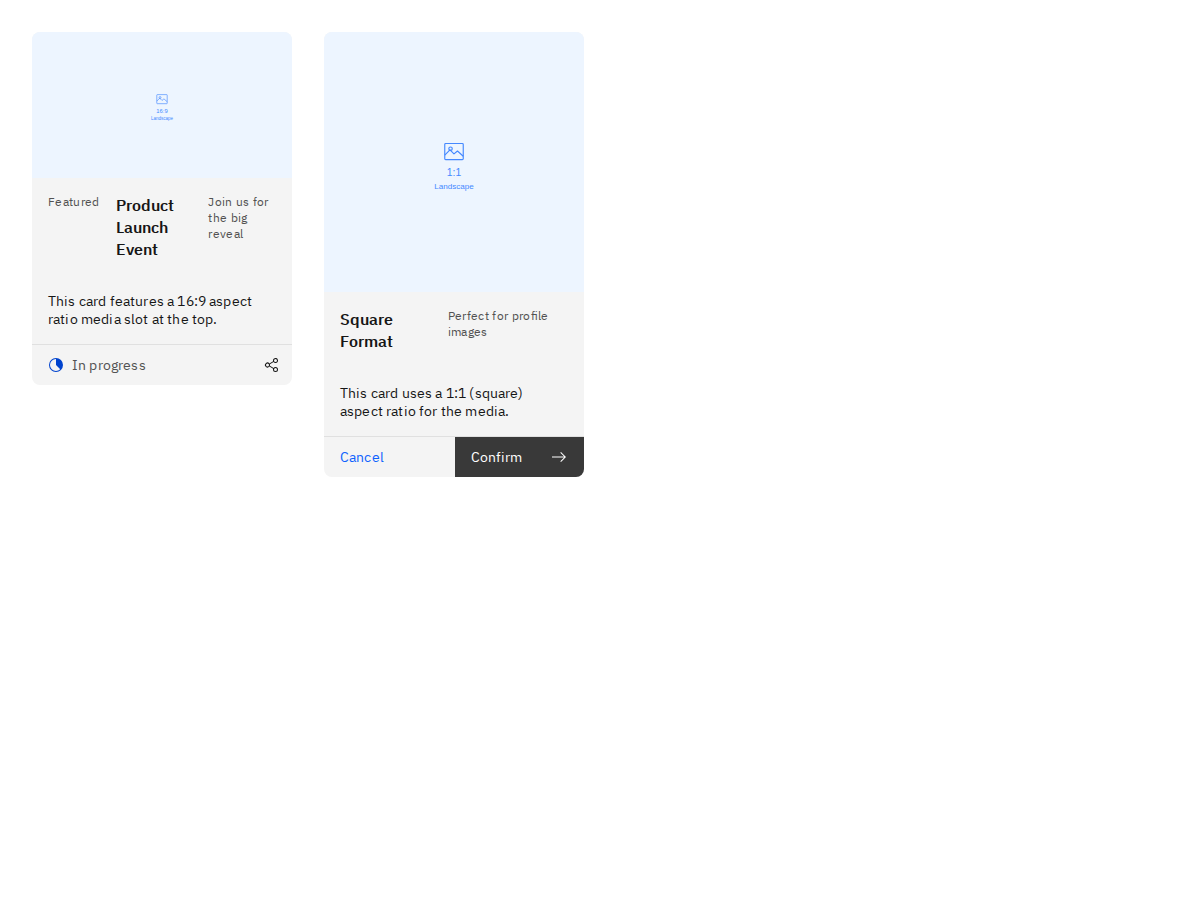 16:9
Landscape
Featured
Product
Launch
Event
Join us for
the big
reveal
This card features a 16:9 aspect
ratio media slot at the top.
In progress
1:1
Landscape
Square
Format
Perfect for profile
images
This card uses a 1:1 (square)
aspect ratio for the media.
Cancel
Confirm